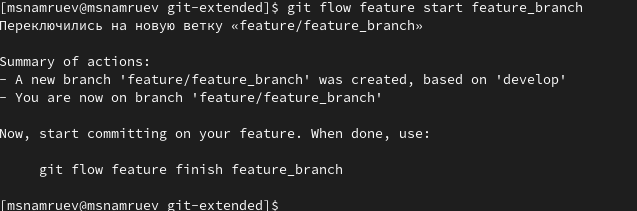 [msnamruev@msnamruev git-extended]$ git flow feature start feature_branch
Переключились на новую ветку «feature/feature_branch»
Summary of actions:
- A new branch 'feature/feature_branch' was created, based on 'develop'
- You are now on branch 'feature/feature_branch'
Now, start committing on your feature. When done, use:
git flow feature finish feature_branch
[msnamruev@msnamruev git-extended]$